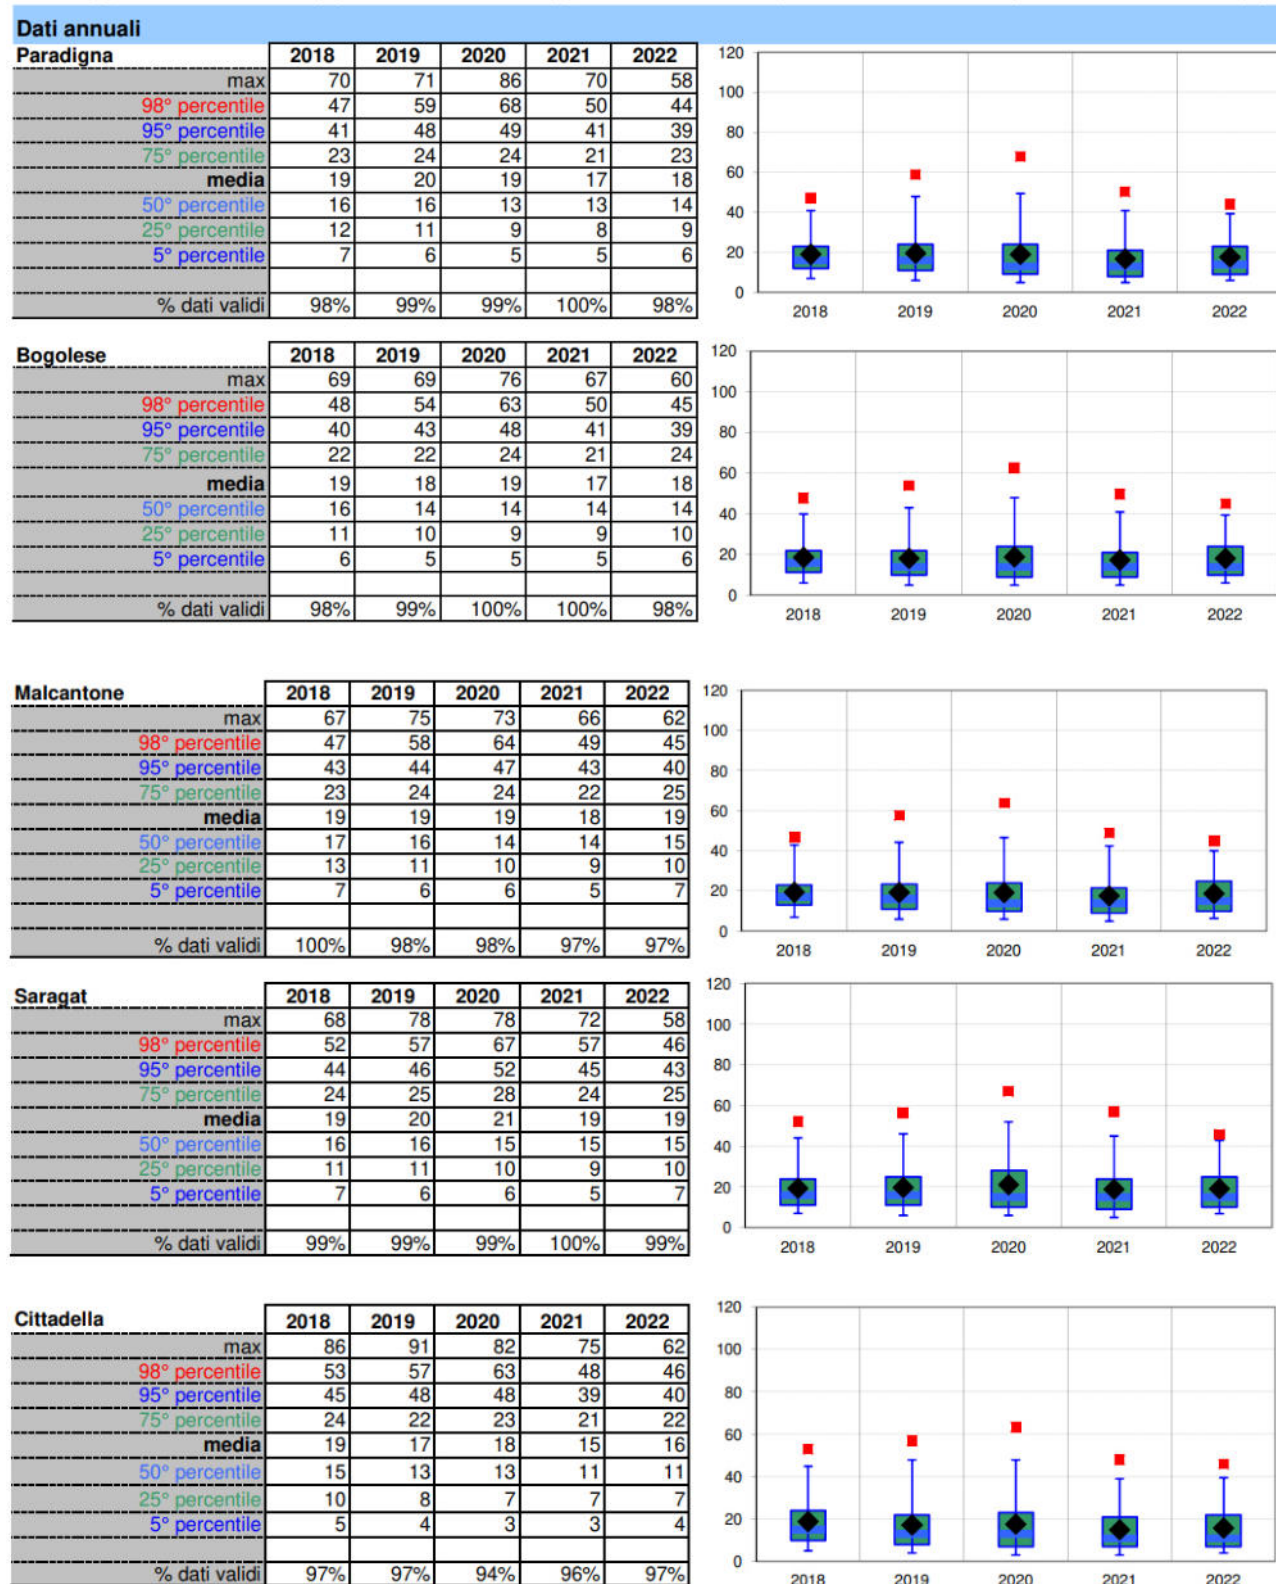 Dati annuali
Paradigna 2018 2019 2020 2021 2022
max 70 71 86 70 58
98° percentile 47 59 68 50 44
95° percentile 41 48 49 41 39
75° percentile 23 24 24 21 23
media 19 20 19 17 18
50° percentile 16 16 13 13 14
25° percentile 12 11 9 8 9
5° percentile 7 6 5 5 6
% dati validi 98% 99% 99% 100% 98%
120
100
80
60
40
20
0
2018 2019 2020 2021 2022
Bogolese 2018 2019 2020 2021 2022
max 69 69 76 67 60
98° percentile 48 54 63 50 45
95° percentile 40 43 48 41 39
75° percentile 22 22 24 21 24
media 19 18 19 17 18
50° percentile 16 14 14 14 14
25° percentile 11 10 9 9 10
5° percentile 6 5 5 5 6
% dati validi 98% 99% 100% 100% 98%
120
100
80
60
40
20
0
2018 2019 2020 2021 2022
Malcantone 2018 2019 2020 2021 2022
max 67 75 73 66 62
98° percentile 47 58 64 49 45
95° percentile 43 44 47 43 40
75° percentile 23 24 24 22 25
media 19 19 19 18 19
50° percentile 17 16 14 14 15
25° percentile 13 11 10 9 10
5° percentile 7 6 6 5 7
% dati validi 100% 98% 98% 97% 97%
120
100
80
60
40
20
0
2018 2019 2020 2021 2022
Saragat 2018 2019 2020 2021 2022
max 68 78 78 72 58
98° percentile 52 57 67 57 46
95° percentile 44 46 52 45 43
75° percentile 24 25 28 24 25
media 19 20 21 19 19
50° percentile 16 16 15 15 15
25° percentile 11 11 10 9 10
5° percentile 7 6 6 5 7
% dati validi 99% 99% 99% 100% 99%
120
100
80
60
40
20
0
2018 2019 2020 2021 2022
Cittadella 2018 2019 2020 2021 2022
max 86 91 82 75 62
98° percentile 53 57 63 48 46
95° percentile 45 48 48 39 40
75° percentile 24 22 23 21 22
media 19 17 18 15 16
50° percentile 15 13 13 11 11
25° percentile 10 8 7 7 7
5° percentile 5 4 3 3 4
% dati validi 97% 97% 94% 96% 97%
120
100
80
60
40
20
0
2018 2019 2020 2021 2022